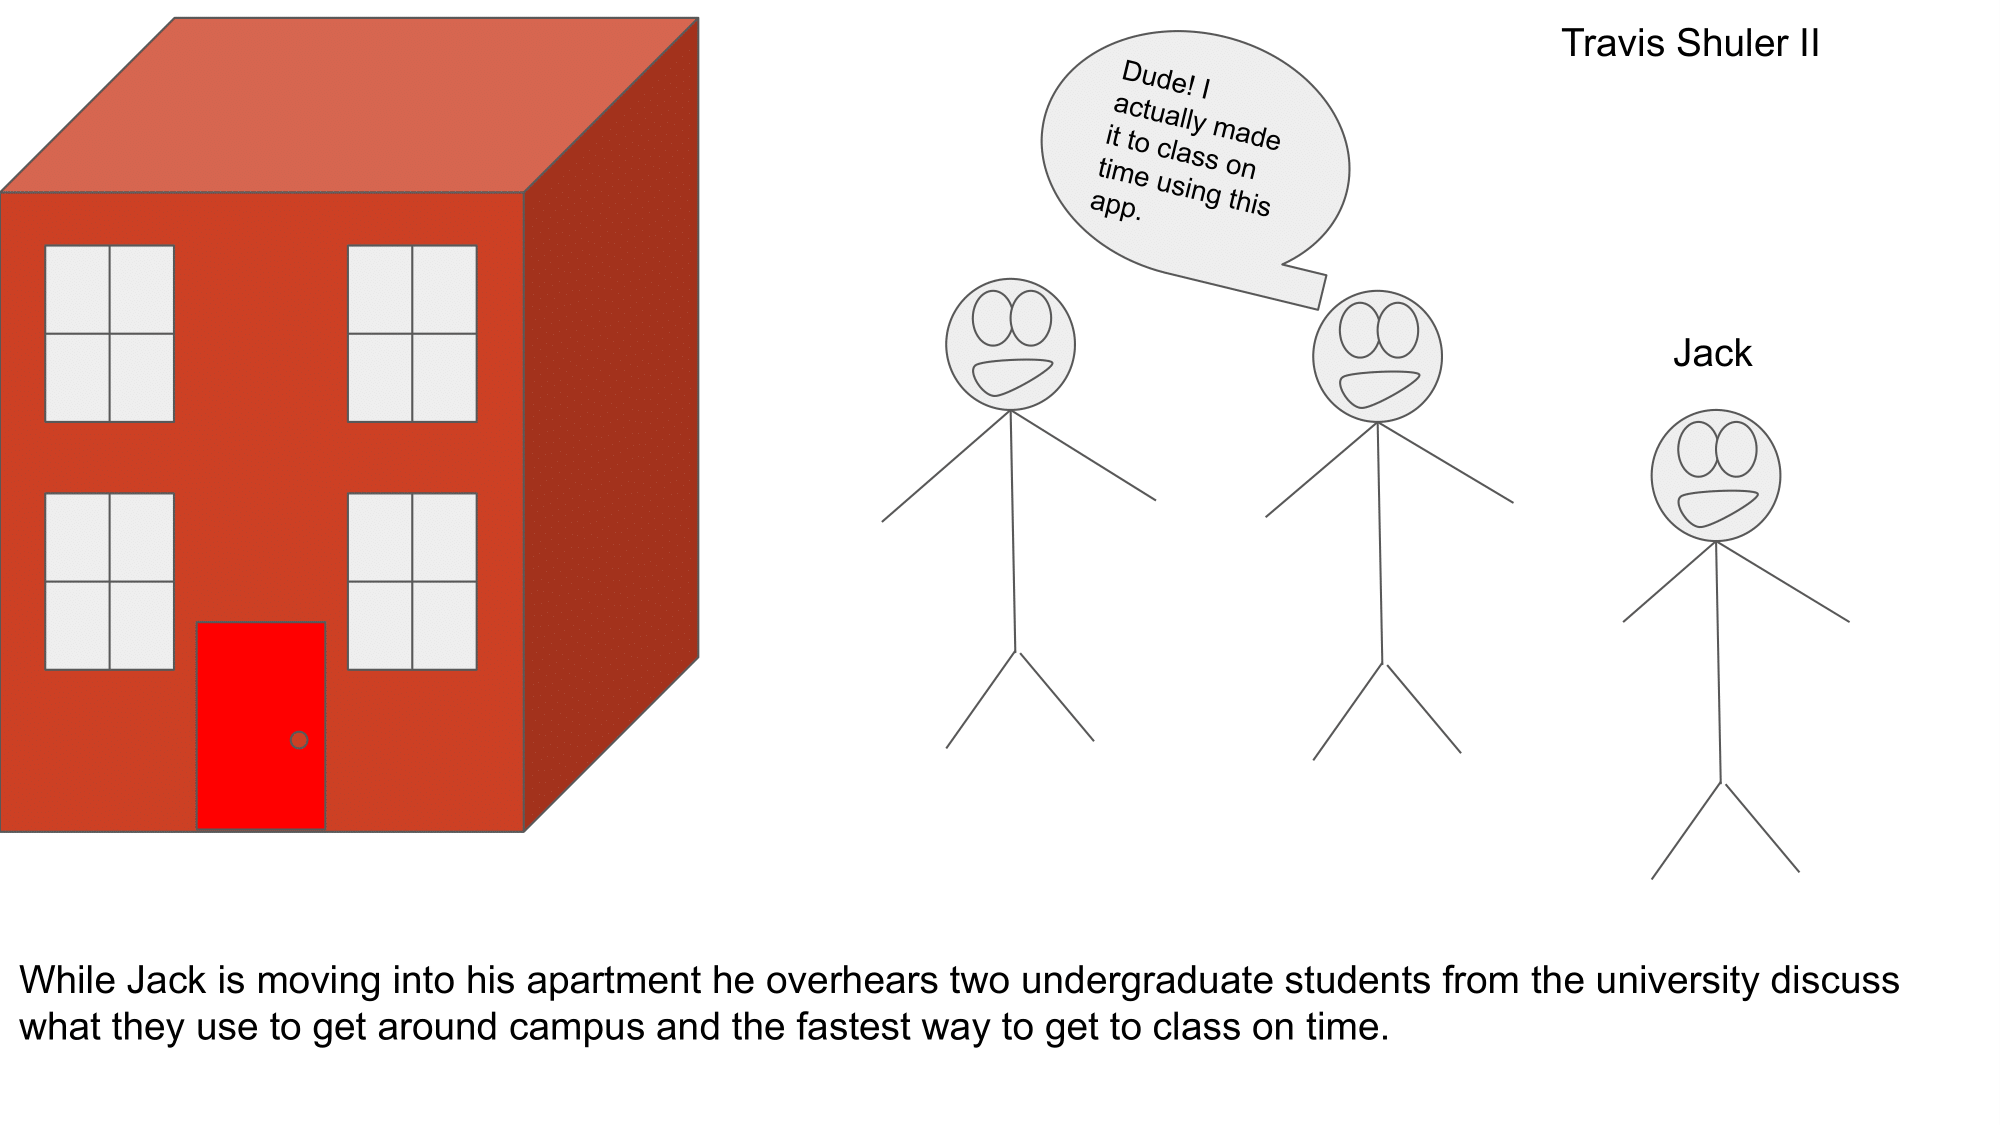 Travis Shuler II
Dude! I
actually made
it to class on
time using this
app.
Jack
While Jack is moving into his apartment he overhears two undergraduate students from the university discuss
what they use to get around campus and the fastest way to get to class on time.